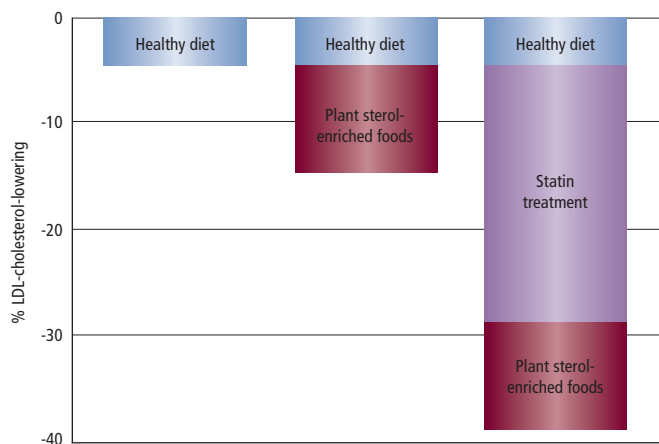 0
Healthy diet
Healthy diet
Healthy diet
-10
Plant sterol-
enriched foods
Statin
treatment
-20
-30
Plant sterol-
enriched foods
-40
% LDL-cholesterol-lowering